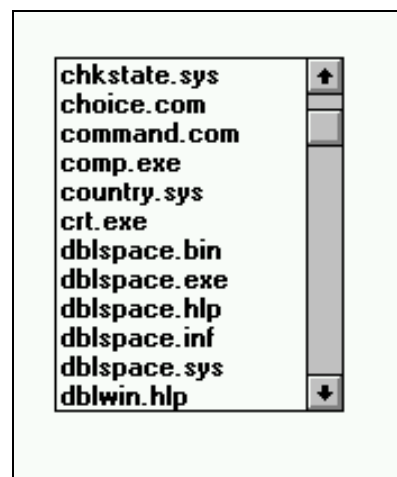 chkstate.sys
choice.com
command.com
comp.exe
country.sys
crt.exe
dblspace.bin
dblspace.exe
dblspace.hlp
dblspace.inf
dblspace.sys
dblwin.hlp